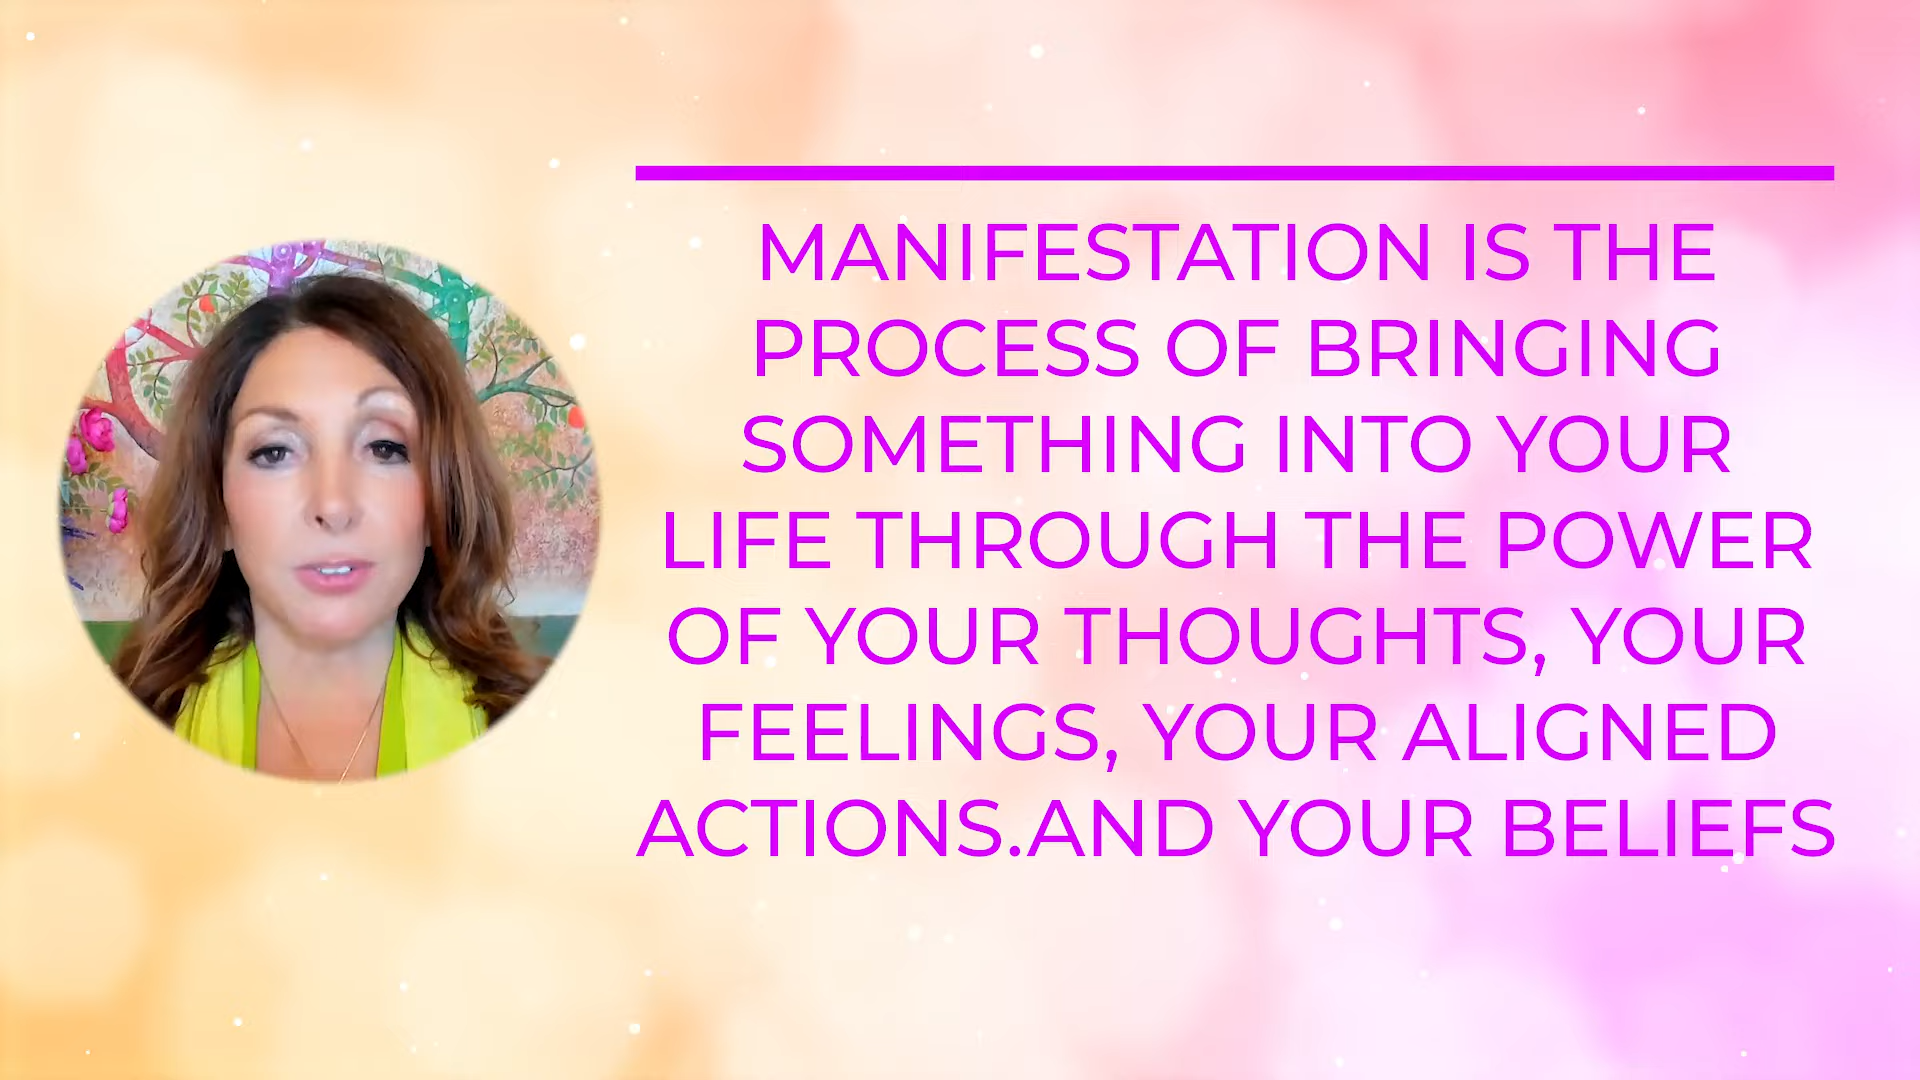 MANIFESTATION IS THE
PROCESS OF BRINGING
SOMETHING INTO YOUR
LIFE THROUGH THE POWER
OF YOUR THOUGHTS, YOUR
FEELINGS, YOUR ALIGNED
ACTIONS.AND YOUR BELIEFS